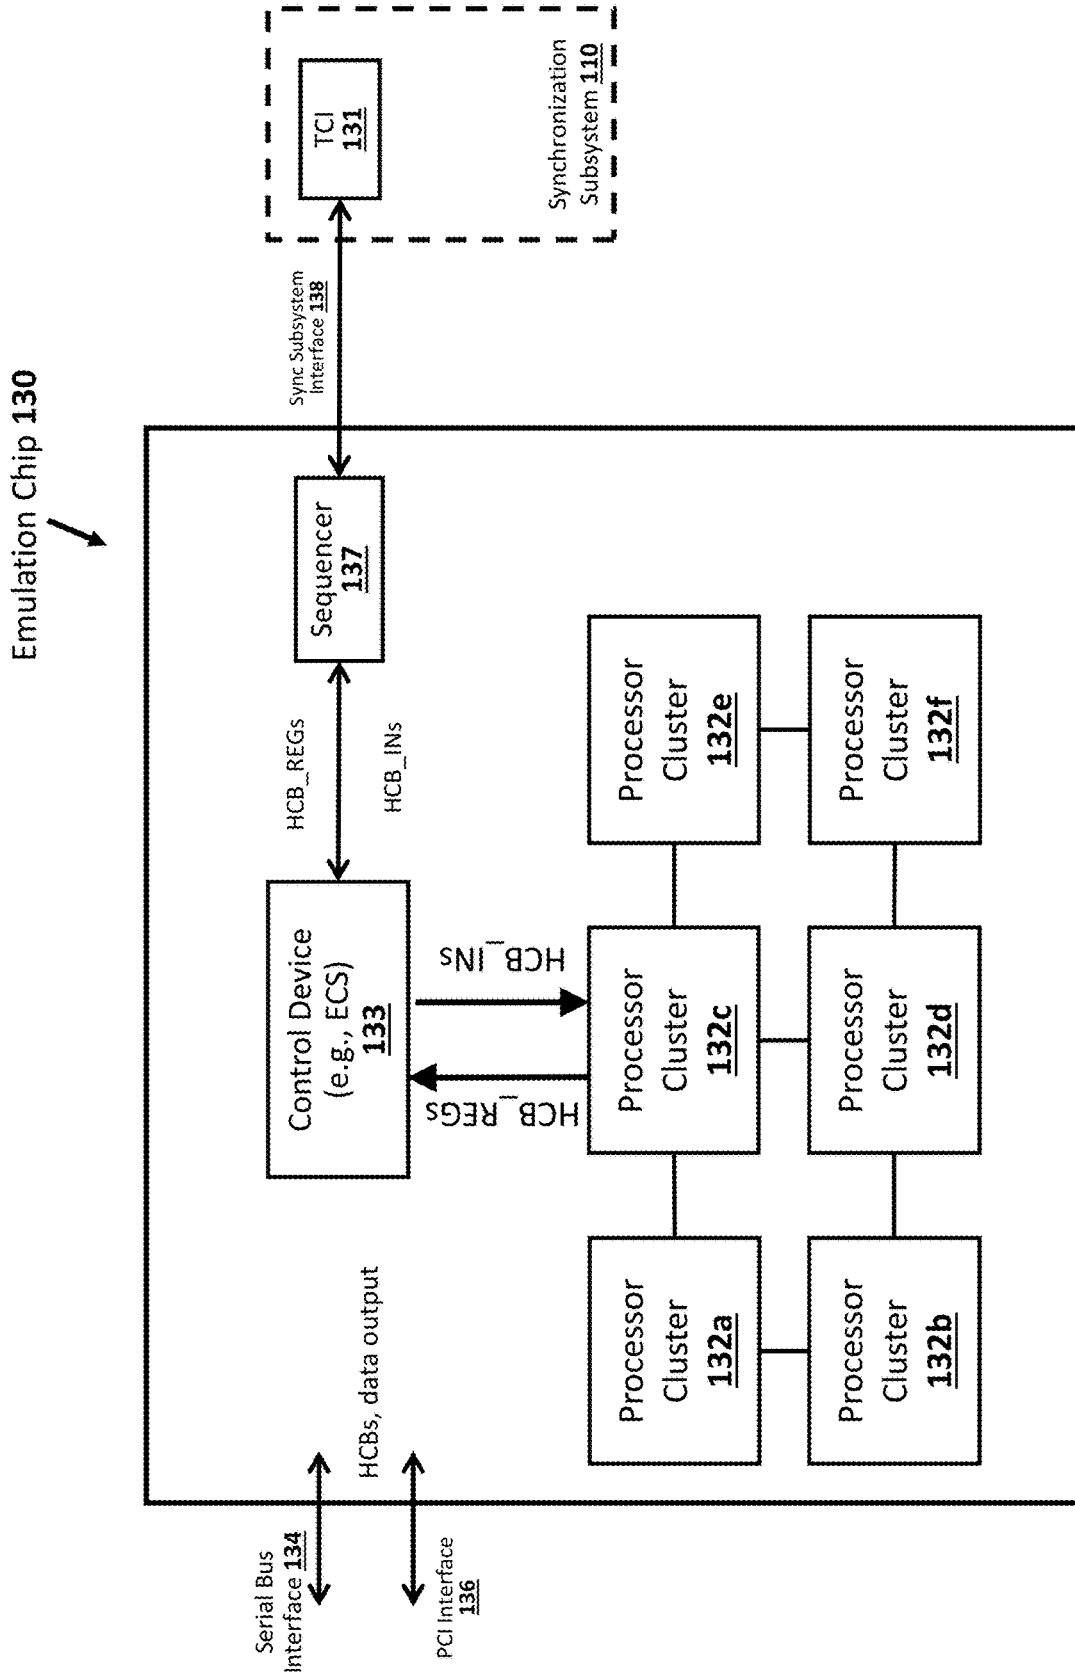 Emulation Chip 130
Serial Bus
Interface 134
PCI Interface
136
HCBs, data output
Control Device
(e.g., ECS)
133
HCB_REGs
HCB_INs
Sequencer
137
Sync Subsystem
Interface 138
TCI
131
Synchronization
Subsystem 110
HCB_REGs
HCB_INs
Processor
Cluster
132a
Processor
Cluster
132c
Processor
Cluster
132e
Processor
Cluster
132b
Processor
Cluster
132d
Processor
Cluster
132f